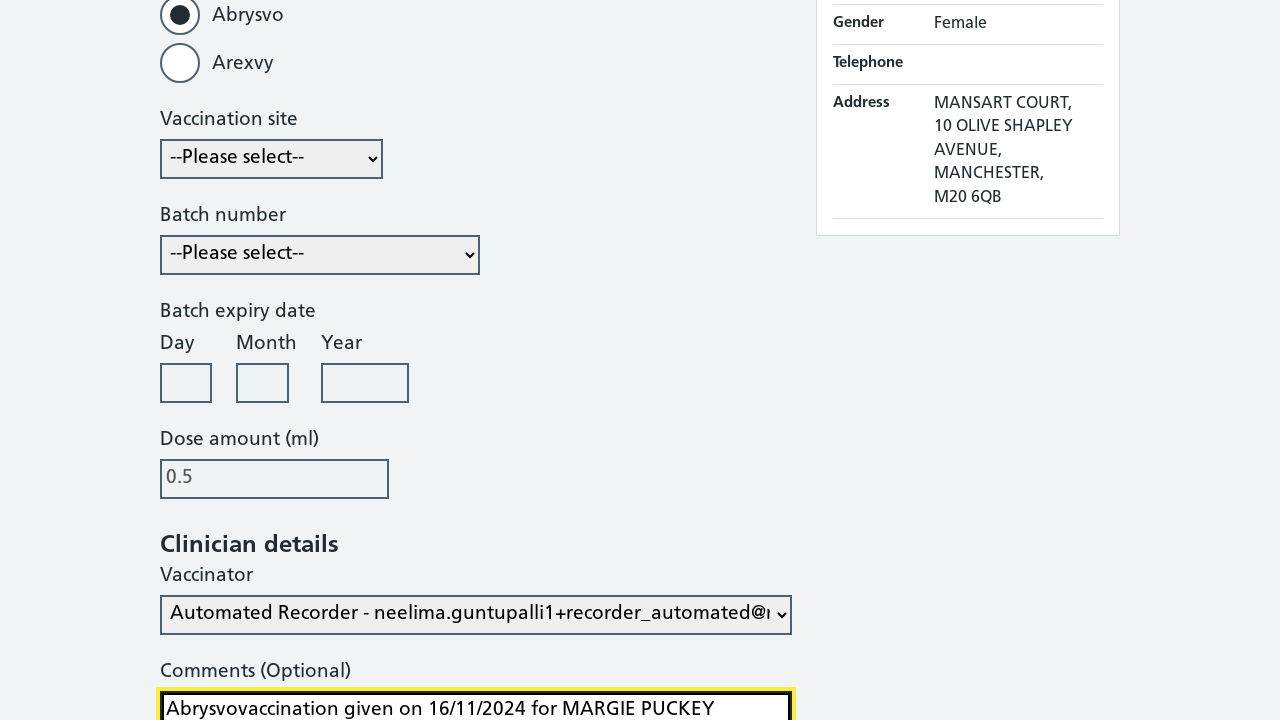 Abrysvo
Arexvy
Vaccination site
--Please select--
Batch number
--Please select--
Batch expiry date
Day Month Year
Dose amount (ml)
0.5
Clinician details
Vaccinator
Automated Recorder - neelima.guntupalli1+recorder_automated@
Comments (Optional)
Abrysvovaccination given on 16/11/2024 for MARGIE PUCKEY
Gender Female
Telephone
Address MANSART COURT,
10 OLIVE SHAPLEY
AVENUE,
MANCHESTER,
M20 6QB